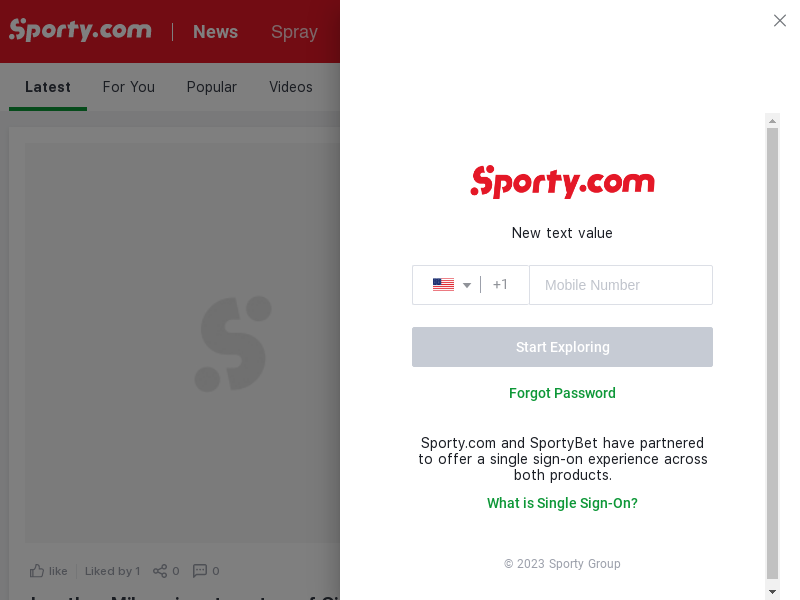 Sporty.com
News
Spray
Latest
For You
Popular
Videos
like
Liked by 1
0
0
Sporty.com
New text value
+1
Mobile Number
Start Exploring
Forgot Password
Sporty.com and SportyBet have partnered
to offer a single sign-on experience across
both products.
What is Single Sign-On?
© 2023 Sporty Group